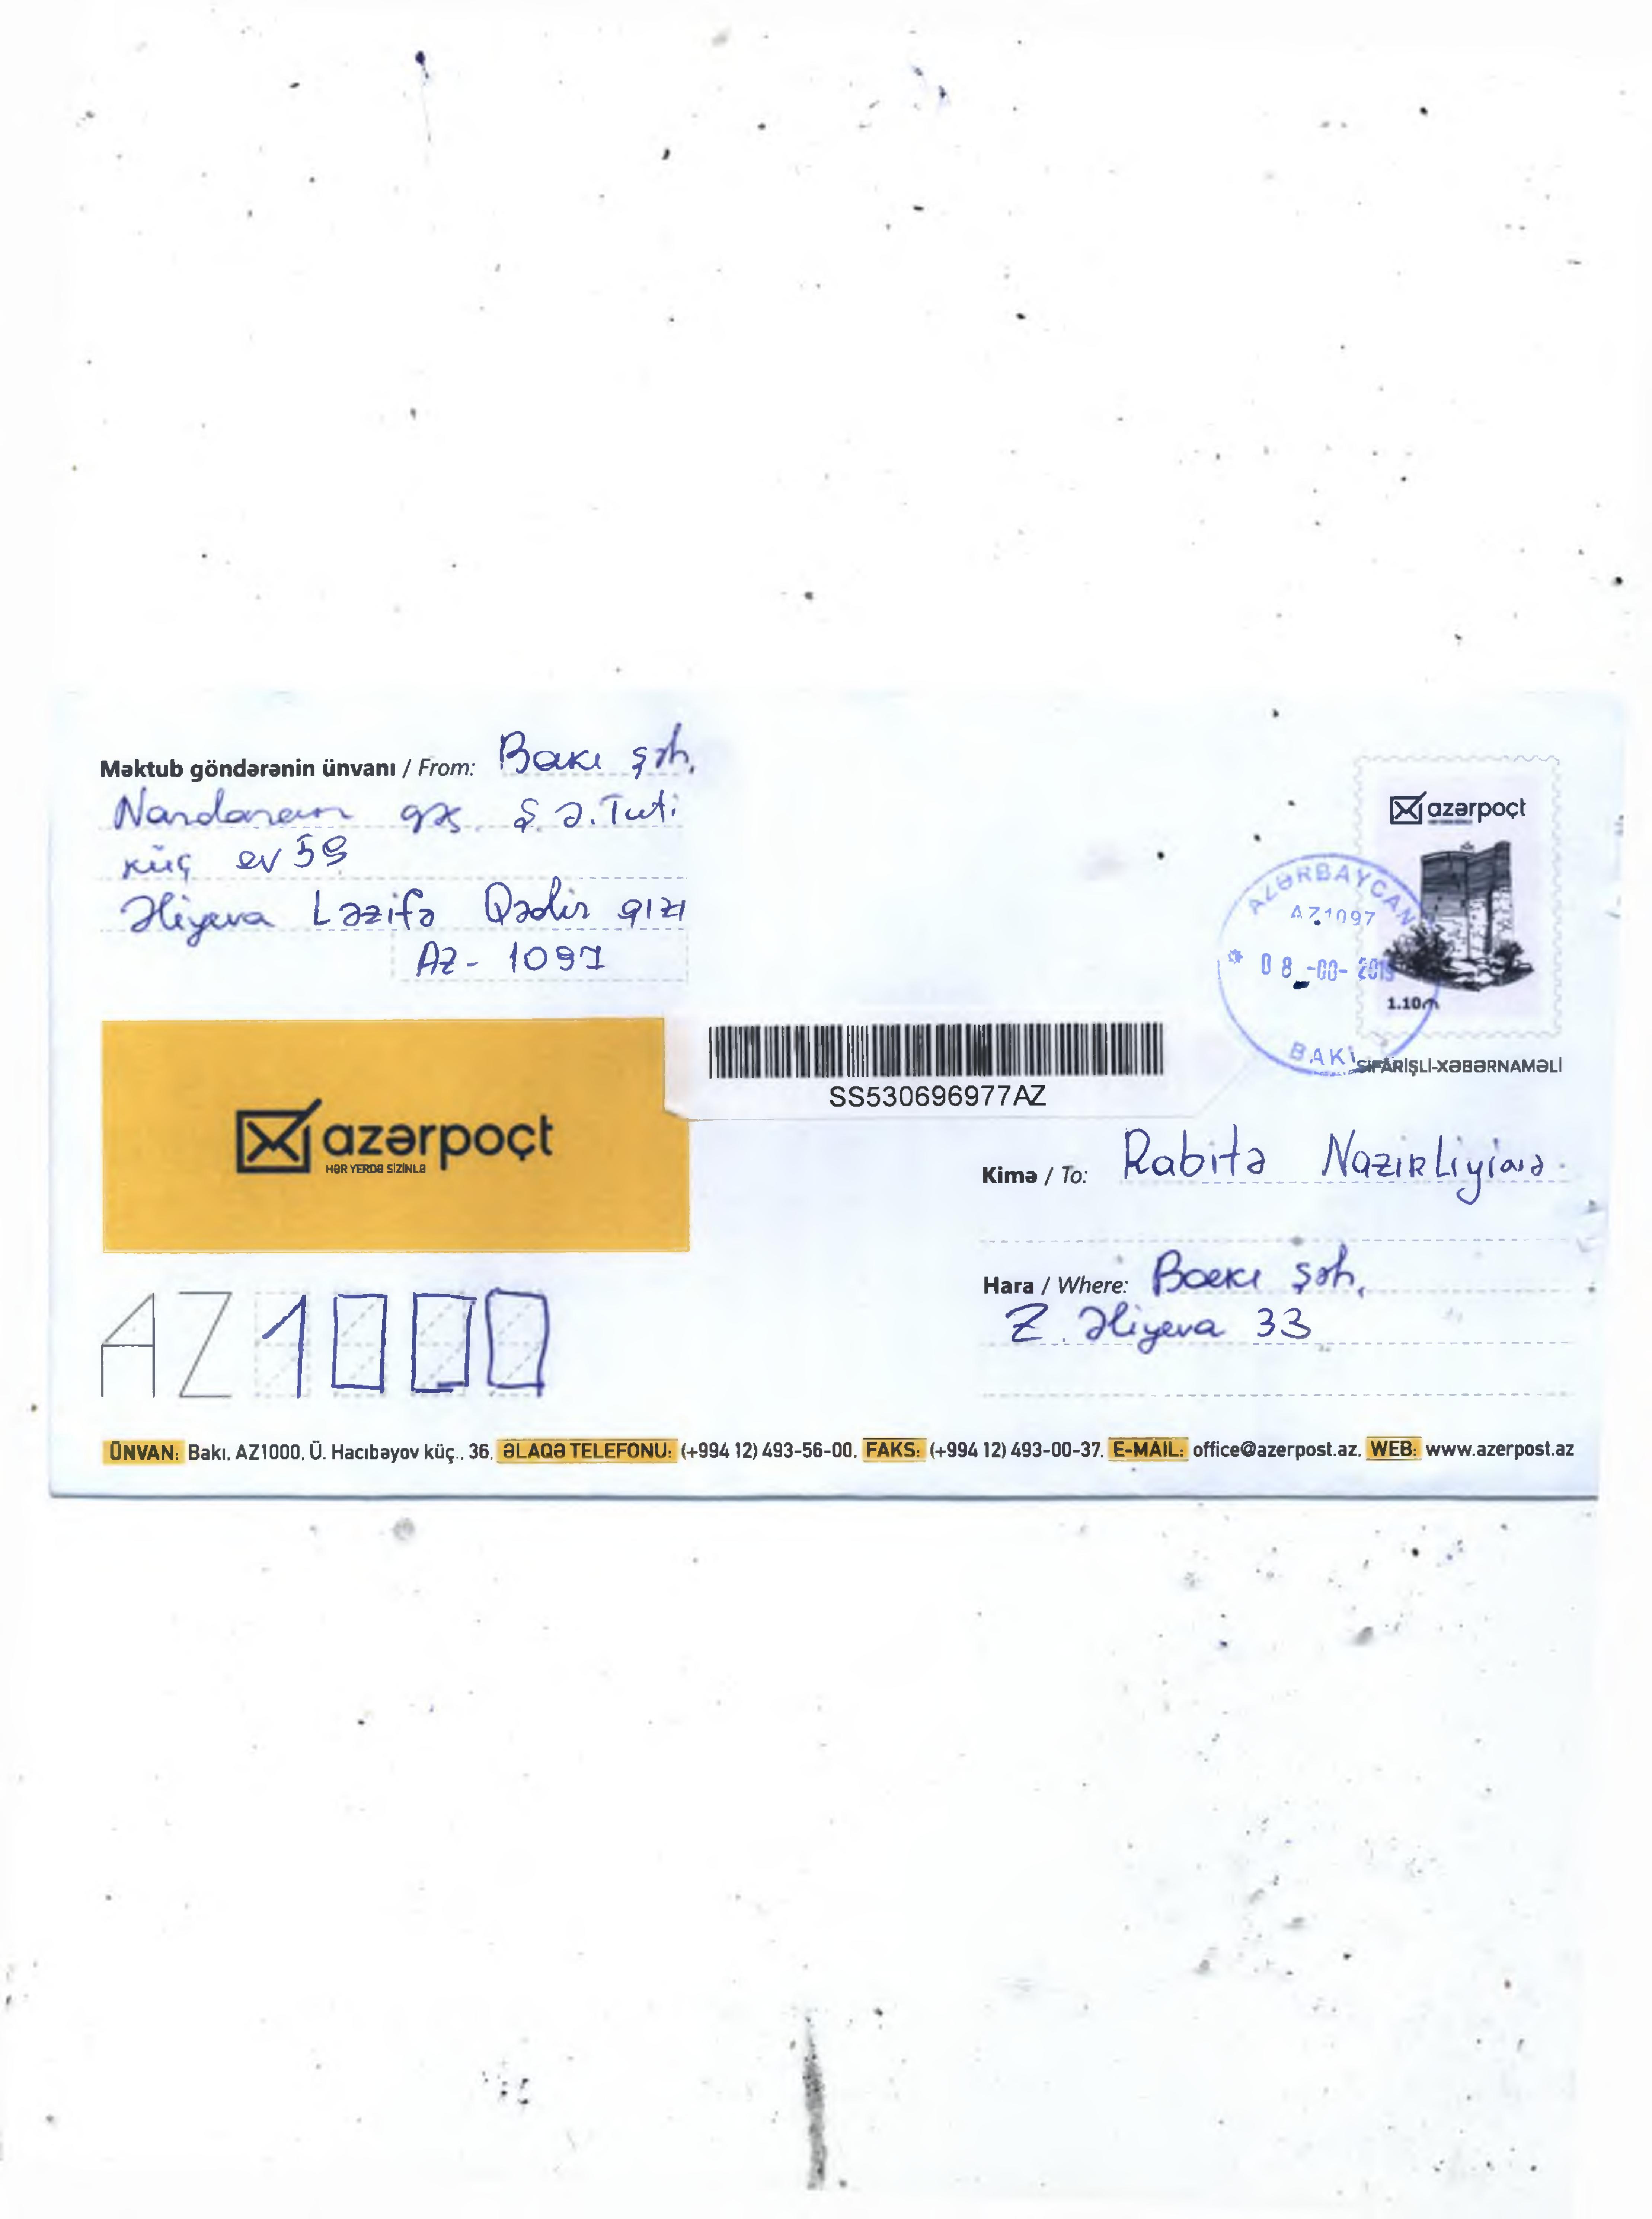 Məktub göndərənin ünvanı / From: Bakı şəh.
Nardaran qəs. Ş. Ə. Tuti
küç ev 59
Əliyeva Ləzifə Qədir qızı
Az- 1097
azərpoçt
AZƏRBAYCAN
AZ1097
08-00-2019
BAKI
1.10₼
SİFARİŞLİ-XƏBƏRNAMƏLİ
SS530696977AZ
azərpoçt
HƏR YERDƏ SİZİNLƏ
Kimə / To: Rabitə Nazirliyinə
Hara / Where: Bakı şəh.
Z. Əliyeva 33
AZ1000
ÜNVAN: Bakı, AZ1000, Ü. Hacıbəyov küç., 36, ƏLAQƏ TELEFONU: (+994 12) 493-56-00, FAKS: (+994 12) 493-00-37, E-MAIL: office@azerpost.az, WEB: www.azerpost.az